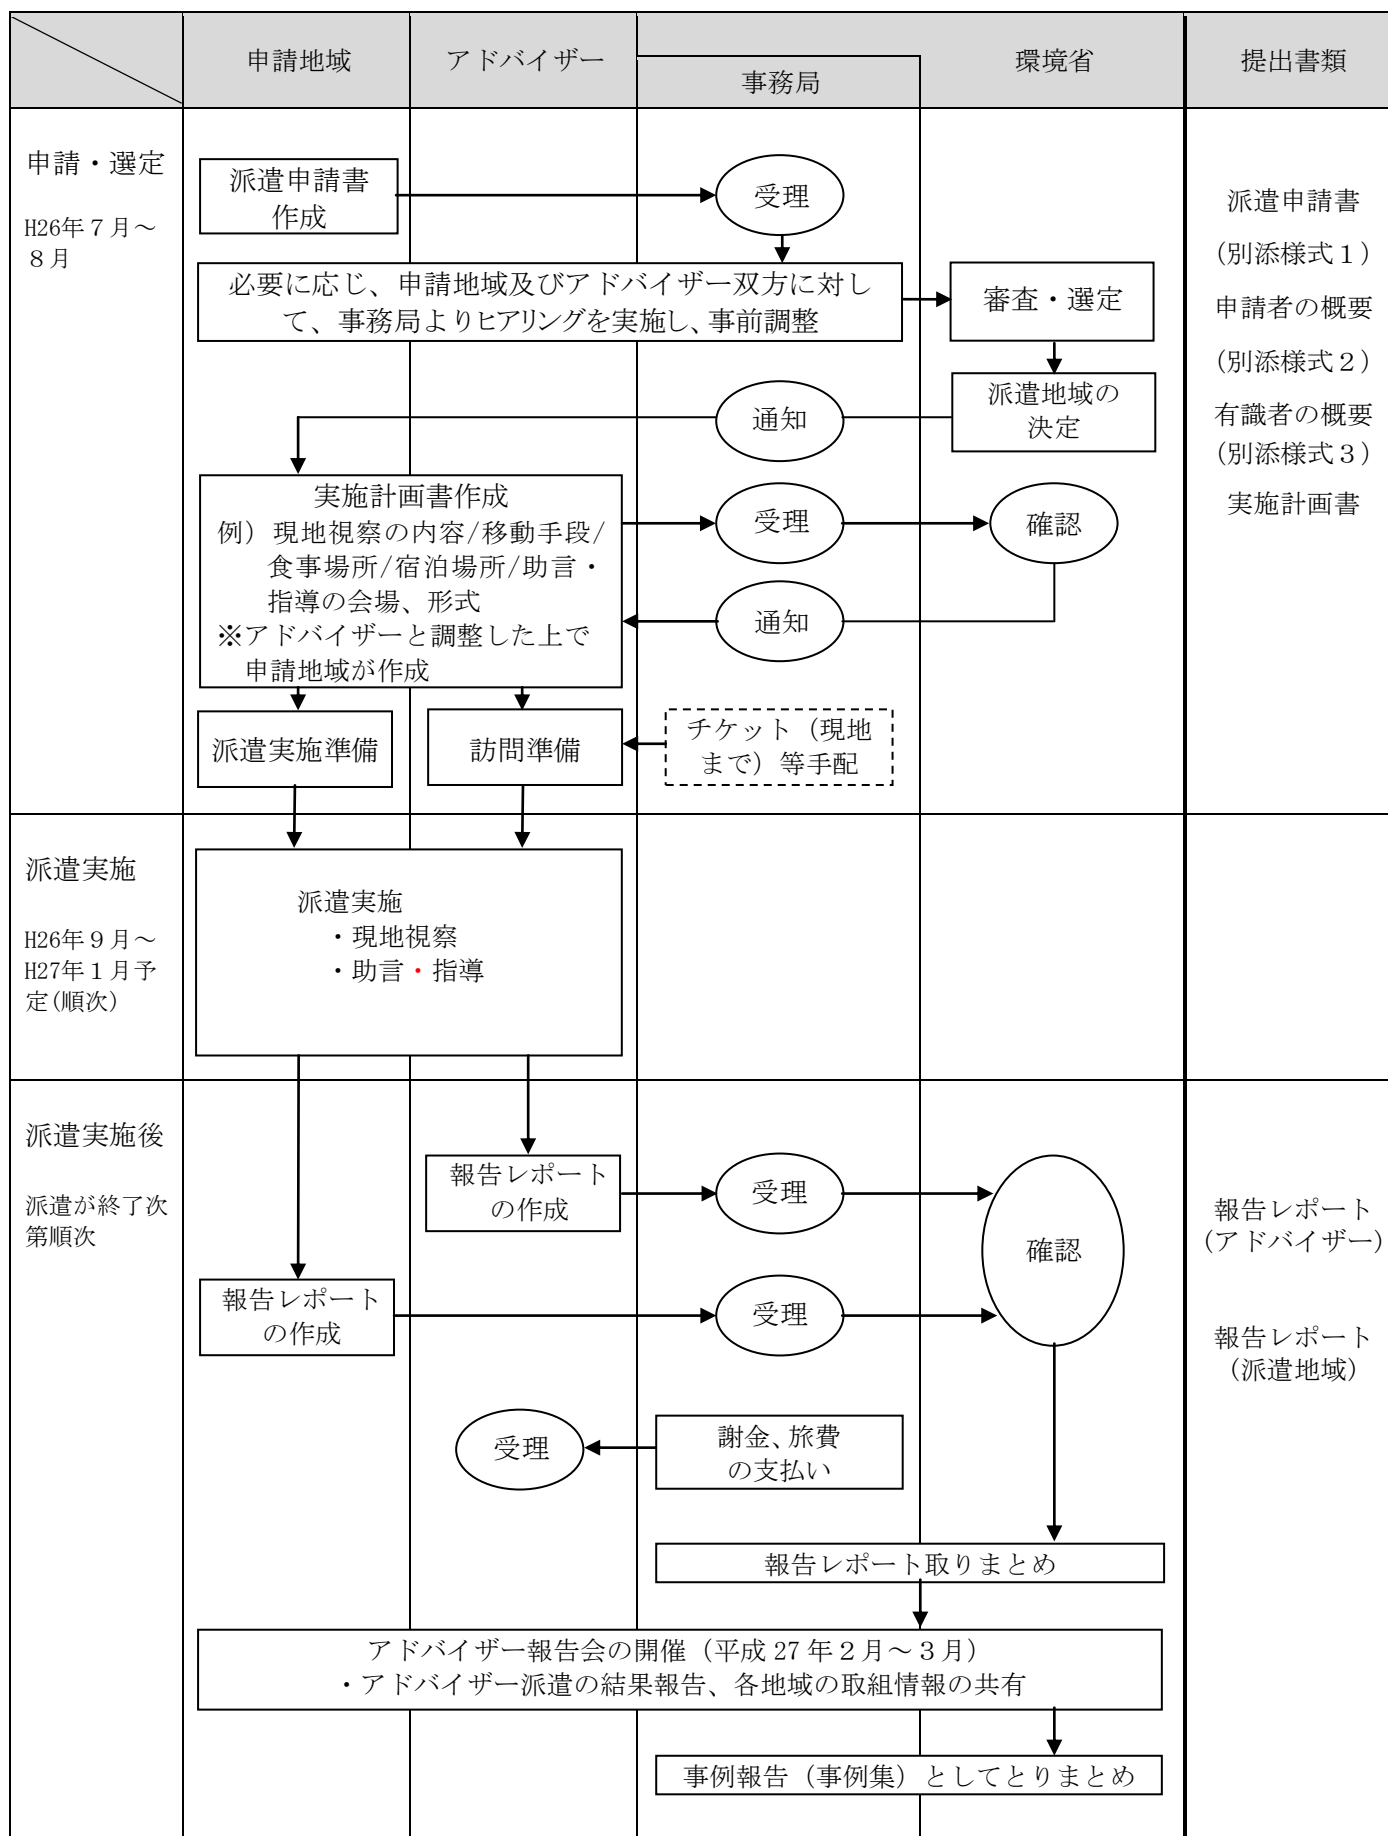 申請地域
アドバイザー
事務局
環境省
提出書類
申請・選定
H26年７月～
８月
派遣申請書
作成
受理
必要に応じ、申請地域及びアドバイザー双方に対し
て、事務局よりヒアリングを実施し、事前調整
審査・選定
派遣地域の
決定
通知
実施計画書作成
例）現地視察の内容/移動手段/
食事場所/宿泊場所/助言・
指導の会場、形式
※アドバイザーと調整した上で
申請地域が作成
受理
確認
通知
派遣実施準備
訪問準備
チケット（現地
まで）等手配
派遣申請書
(別添様式１)
申請者の概要
(別添様式２)
有識者の概要
(別添様式３)
実施計画書
派遣実施
H26年９月～
H27年１月予
定(順次)
派遣実施
・現地視察
・助言・指導
派遣実施後
派遣が終了次
第順次
報告レポート
の作成
受理
確認
報告レポート
の作成
受理
受理
謝金、旅費
の支払い
報告レポート取りまとめ
アドバイザー報告会の開催（平成 27 年２月～３月）
・アドバイザー派遣の結果報告、各地域の取組情報の共有
事例報告（事例集）としてとりまとめ
報告レポート
(アドバイザー)
報告レポート
(派遣地域)